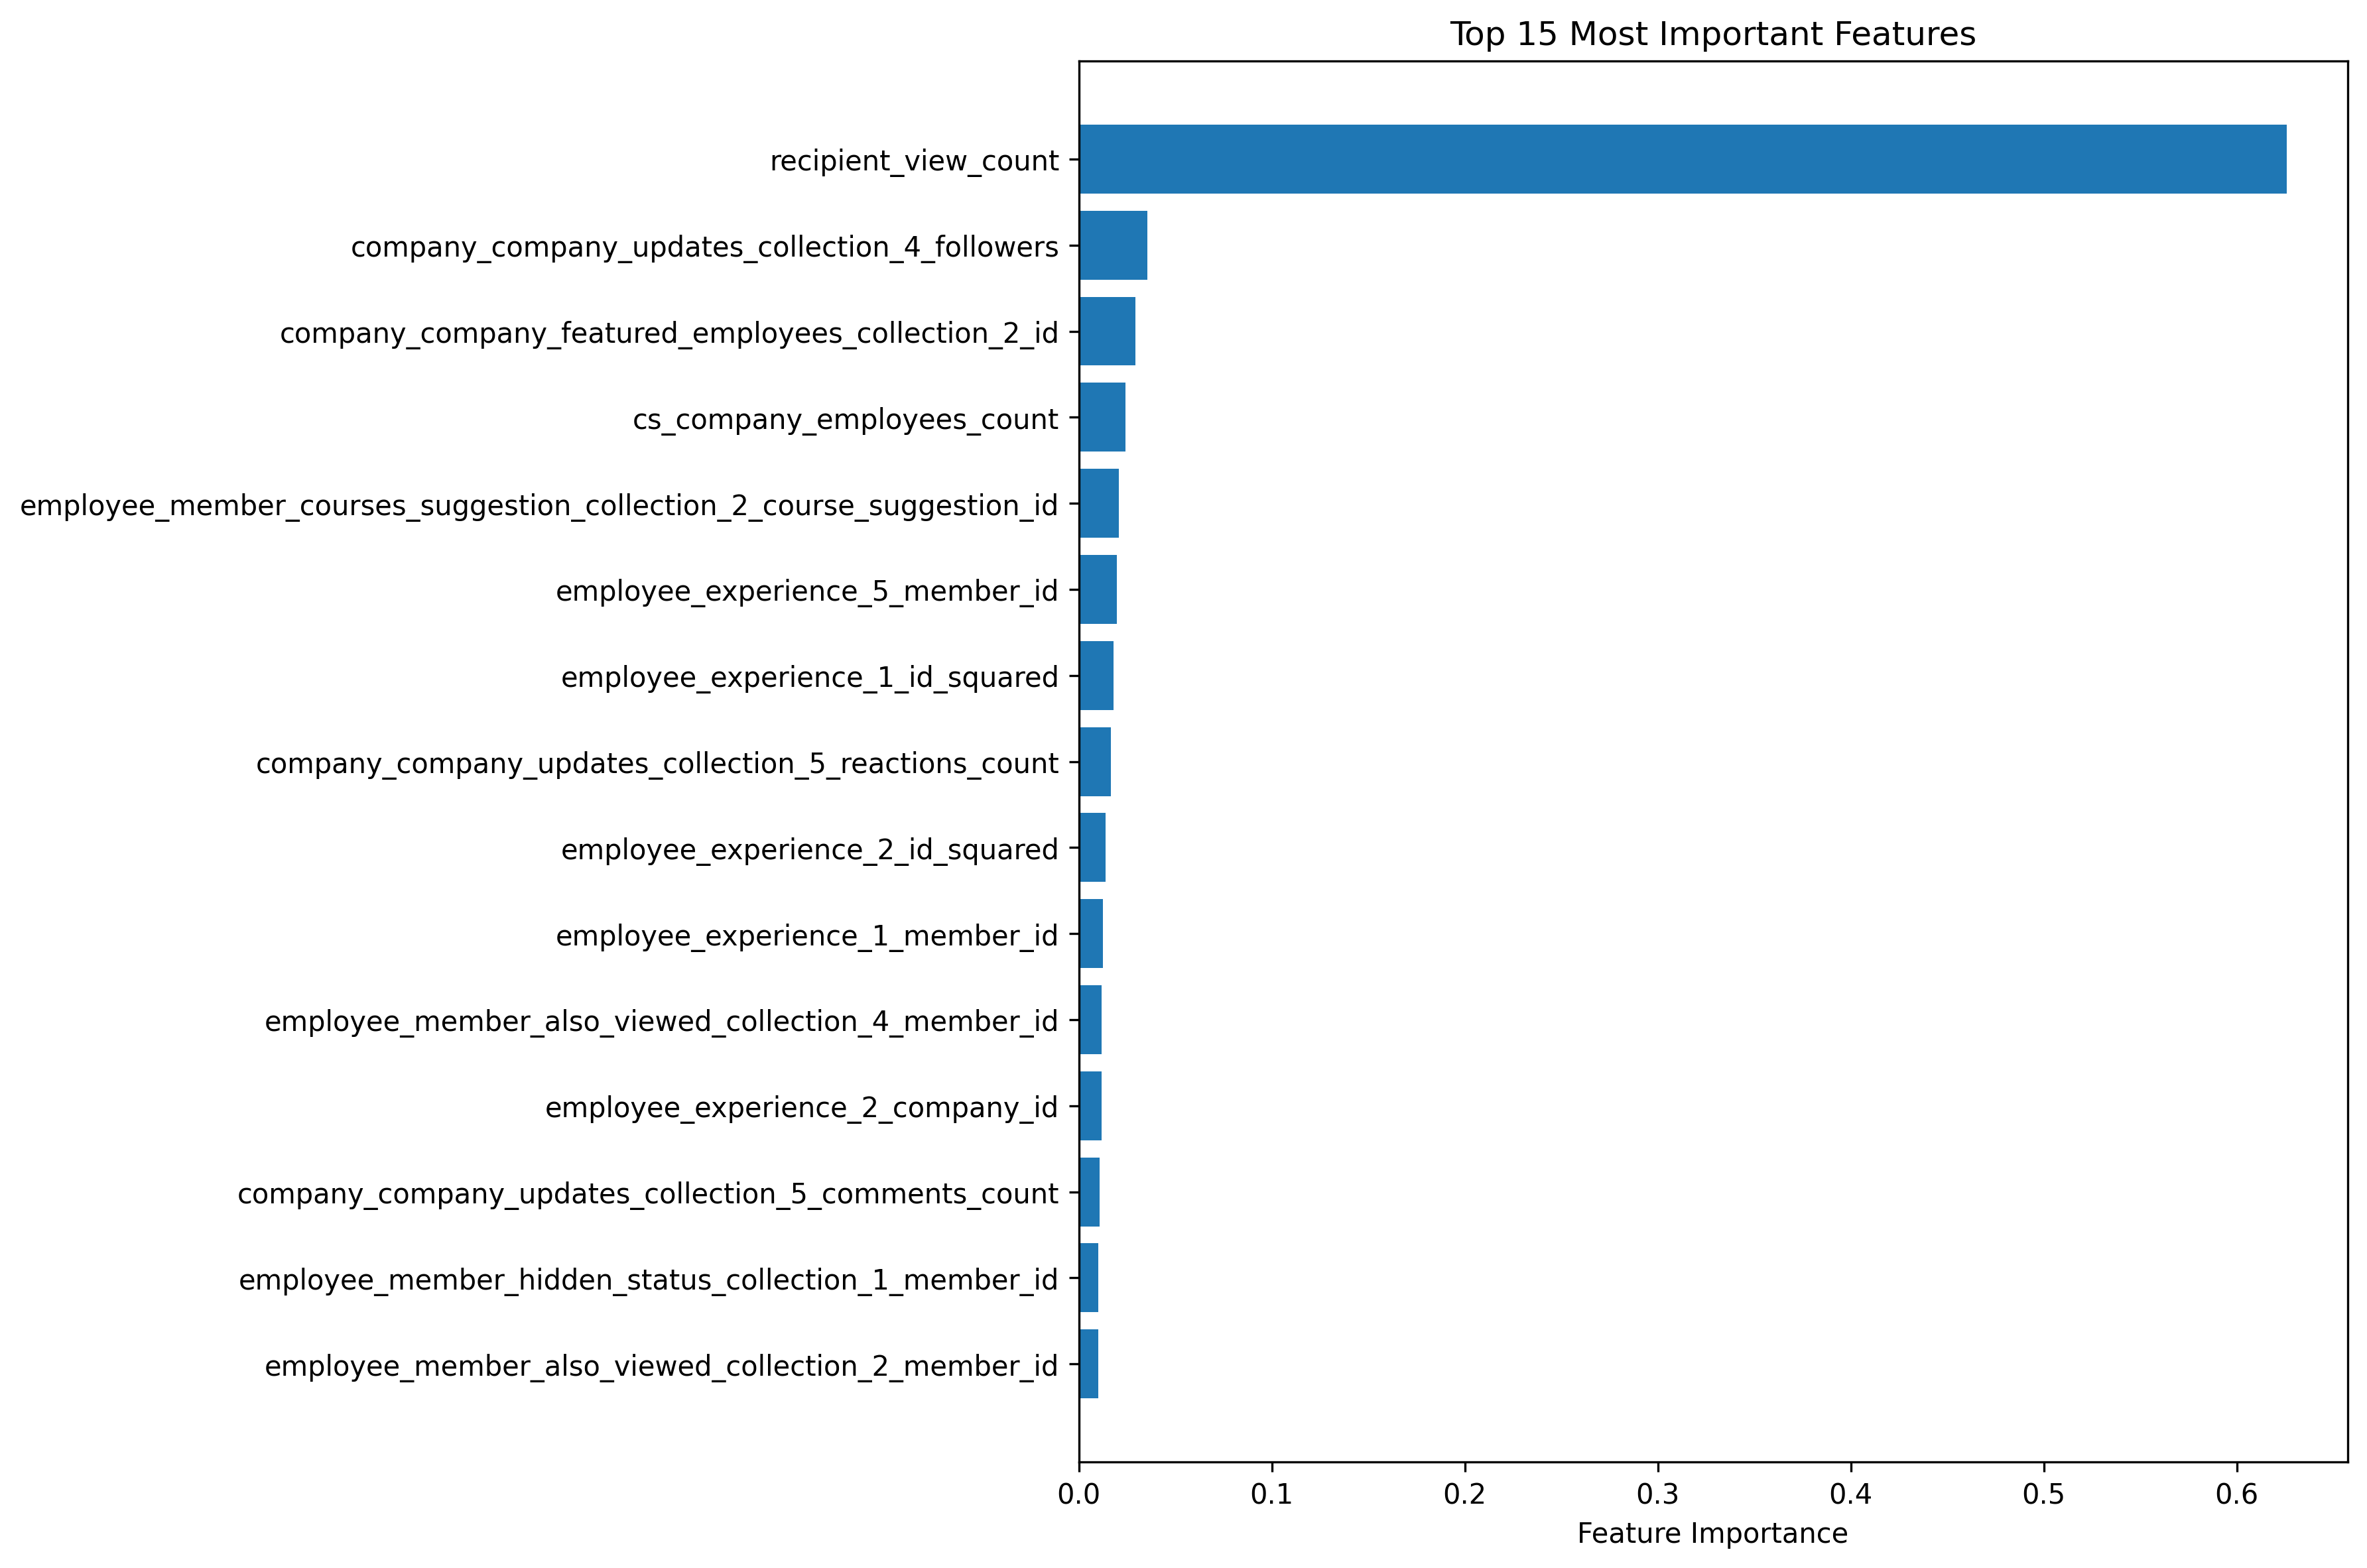 Top 15 Most Important Features
recipient_view_count
company_company_updates_collection_4_followers
company_company_featured_employees_collection_2_id
cs_company_employees_count
employee_member_courses_suggestion_collection_2_course_suggestion_id
employee_experience_5_member_id
employee_experience_1_id_squared
company_company_updates_collection_5_reactions_count
employee_experience_2_id_squared
employee_experience_1_member_id
employee_member_also_viewed_collection_4_member_id
employee_experience_2_company_id
company_company_updates_collection_5_comments_count
employee_member_hidden_status_collection_1_member_id
employee_member_also_viewed_collection_2_member_id
0.0 0.1 0.2 0.3 0.4 0.5 0.6
Feature Importance